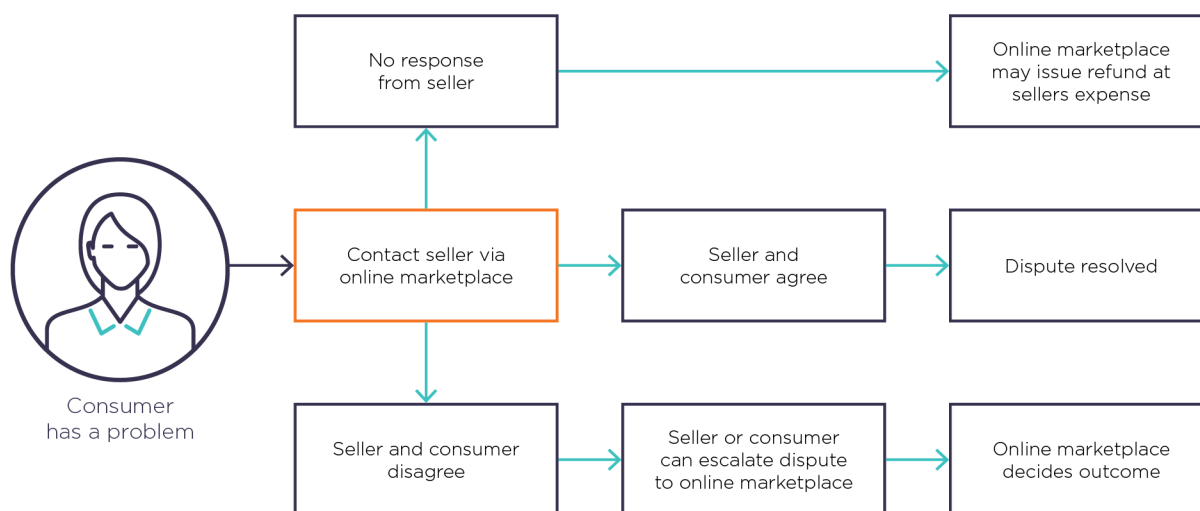 No response
from seller
Online marketplace
may issue refund at
sellers expense
Contact seller via
online marketplace
Seller and
consumer agree
Dispute resolved
Consumer
has a problem
Seller and consumer
disagree
Seller or consumer
can escalate dispute
to online marketplace
Online marketplace
decides outcome